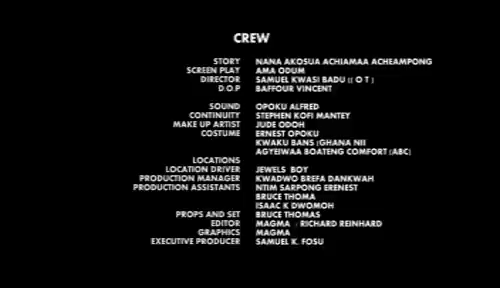 CREW
STORY NANA AKOSUA ACHIAMAA ACHEAMPONG
SCREEN PLAY AMA ODUM
DIRECTOR SAMUEL KWASI BADU (( O T )
D.O.P BAFFOUR VINCENT
SOUND OPOKU ALFRED
CONTINUITY STEPHEN KOFI MANTEY
MAKE UP ARTIST JUDE ODOH
COSTUME ERNEST OPOKU
KWAKU BANS (GHANA NII
AGYEIWAA BOATENG COMFORT (ABC)
LOCATIONS
LOCATION DRIVER JEWELS BOY
PRODUCTION MANAGER KWADWO BREFA DANKWAH
PRODUCTION ASSISTANTS NTIM SARPONG ERENEST
BRUCE THOMA
ISAAC K DWOMOH
PROPS AND SET BRUCE THOMAS
EDITOR MAGMA / RICHARD REINHARD
GRAPHICS MAGMA
EXECUTIVE PRODUCER SAMUEL K. FOSU